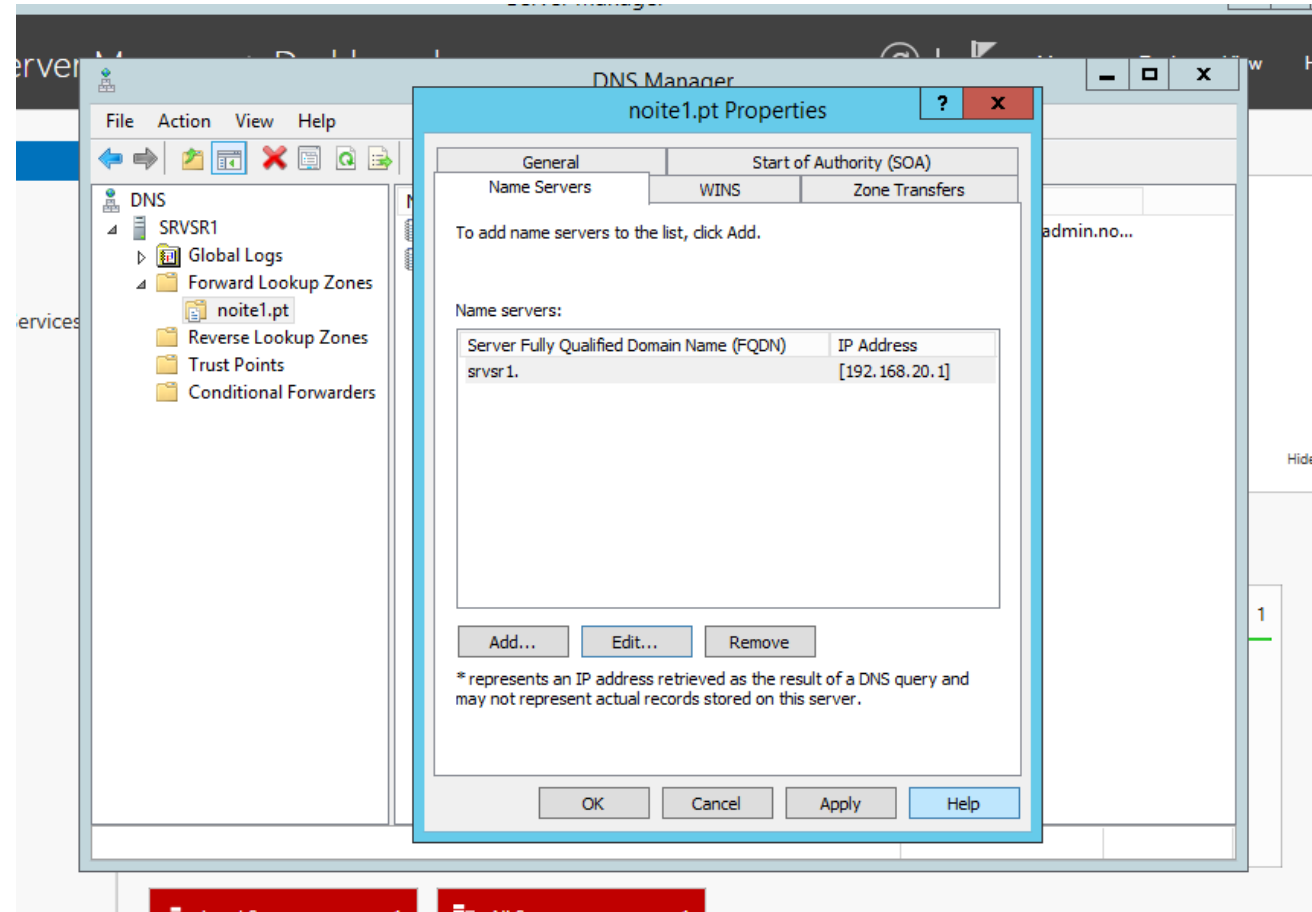 DNS Manager
noite1.pt Properties
File Action View Help
General
Start of Authority (SOA)
Name Servers
WINS
Zone Transfers
DNS
SRVSR1
Global Logs
Forward Lookup Zones
noite1.pt
Reverse Lookup Zones
Trust Points
Conditional Forwarders
To add name servers to the list, click Add.
admin.no...
Name servers:
Server Fully Qualified Domain Name (FQDN) IP Address
srvsr1. [192.168.20.1]
Add... Edit... Remove
* represents an IP address retrieved as the result of a DNS query and
may not represent actual records stored on this server.
OK Cancel Apply Help
ervices
Hide
1